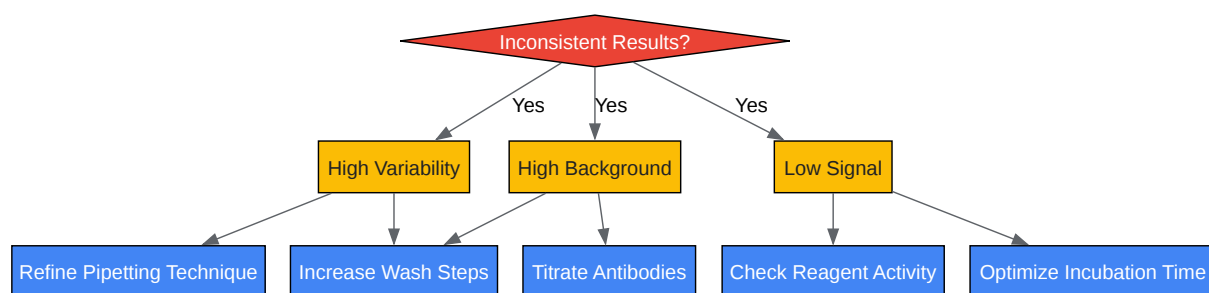 Inconsistent Results?
Yes
Yes
Yes
High Variability
High Background
Low Signal
Refine Pipetting Technique
Increase Wash Steps
Titrate Antibodies
Check Reagent Activity
Optimize Incubation Time